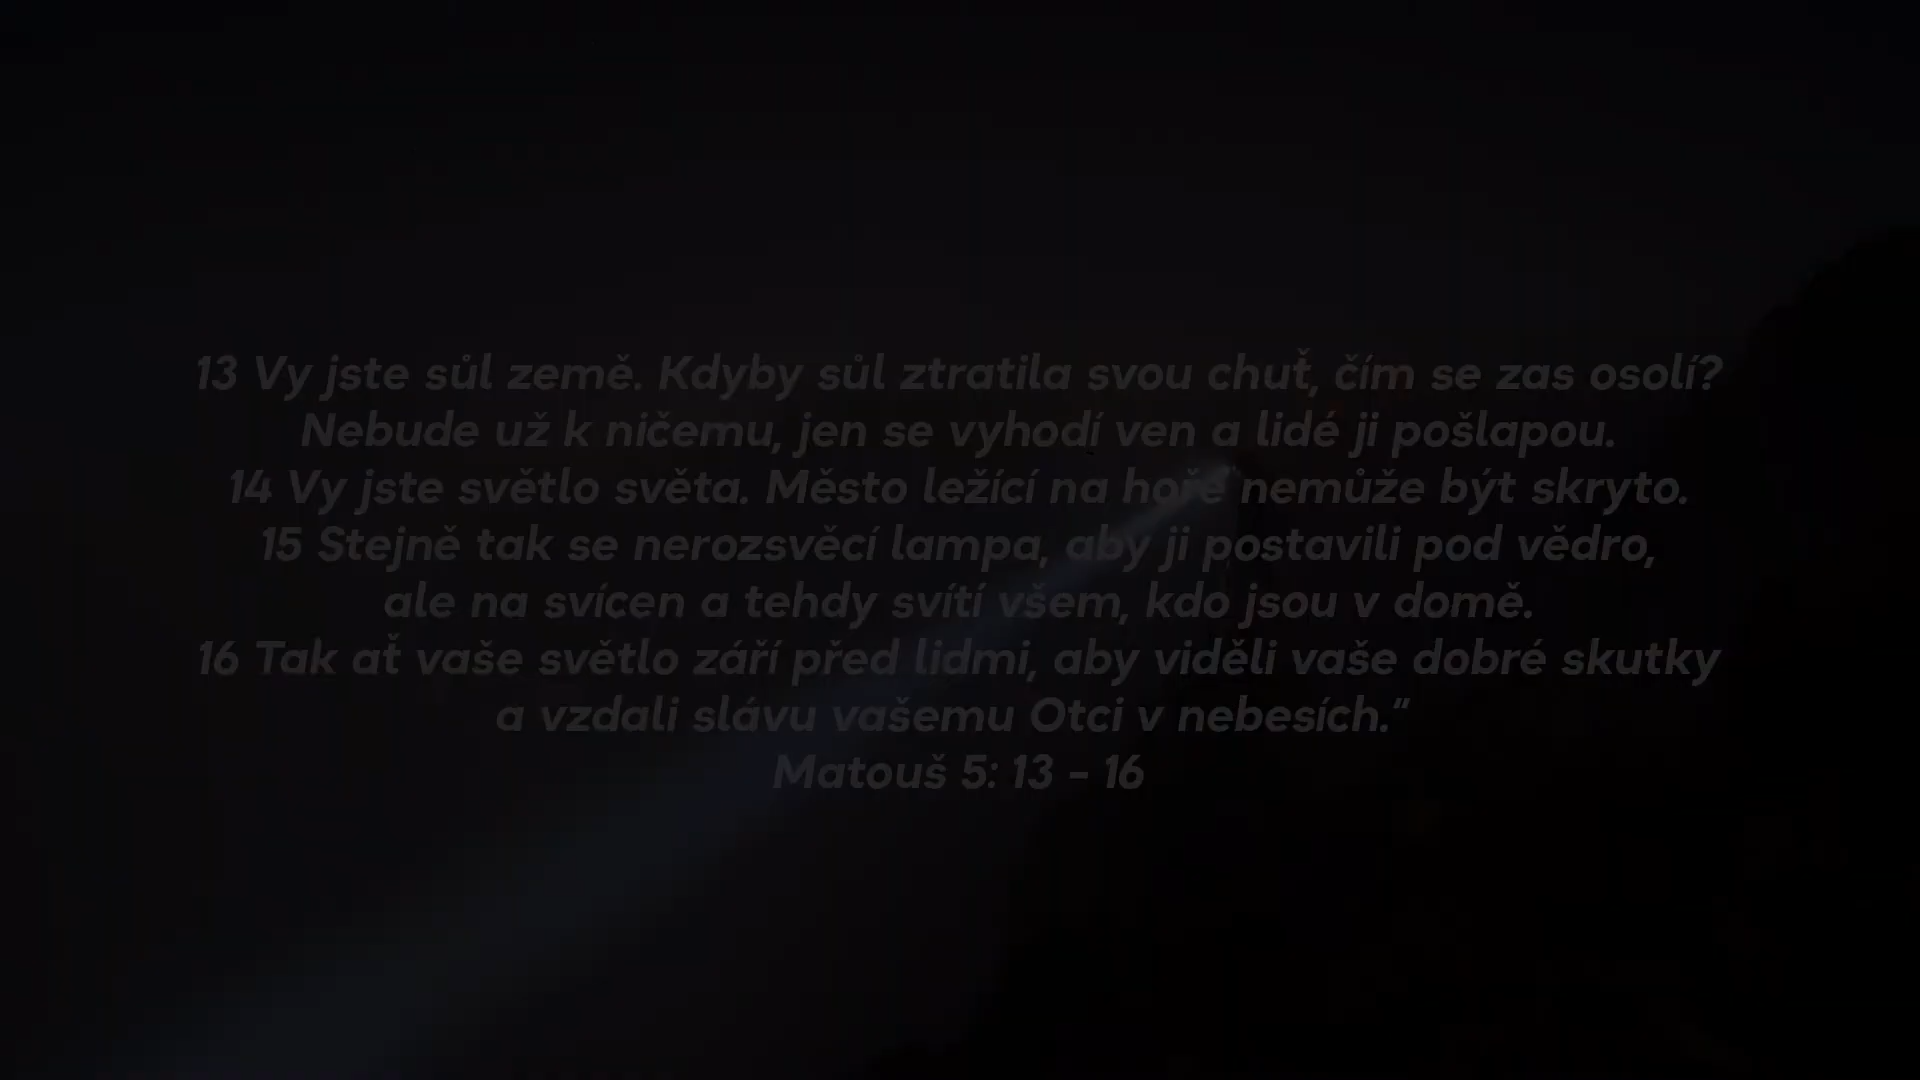 13 Vy jste sůl země. Kdyby sůl ztratila svou chuť, čím se zas osolí?
Nebude už k ničemu, jen se vyhodí ven a lidé ji pošlapou.
14 Vy jste světlo světa. Město ležící na hoře nemůže být skryto.
15 Stejně tak se nerozsvěcí lampa, aby ji postavili pod vědro,
ale na svícen a tehdy svítí všem, kdo jsou v domě.
16 Tak ať vaše světlo září před lidmi, aby viděli vaše dobré skutky
a vzdali slávu vašemu Otci v nebesích.”
Matouš 5: 13 - 16